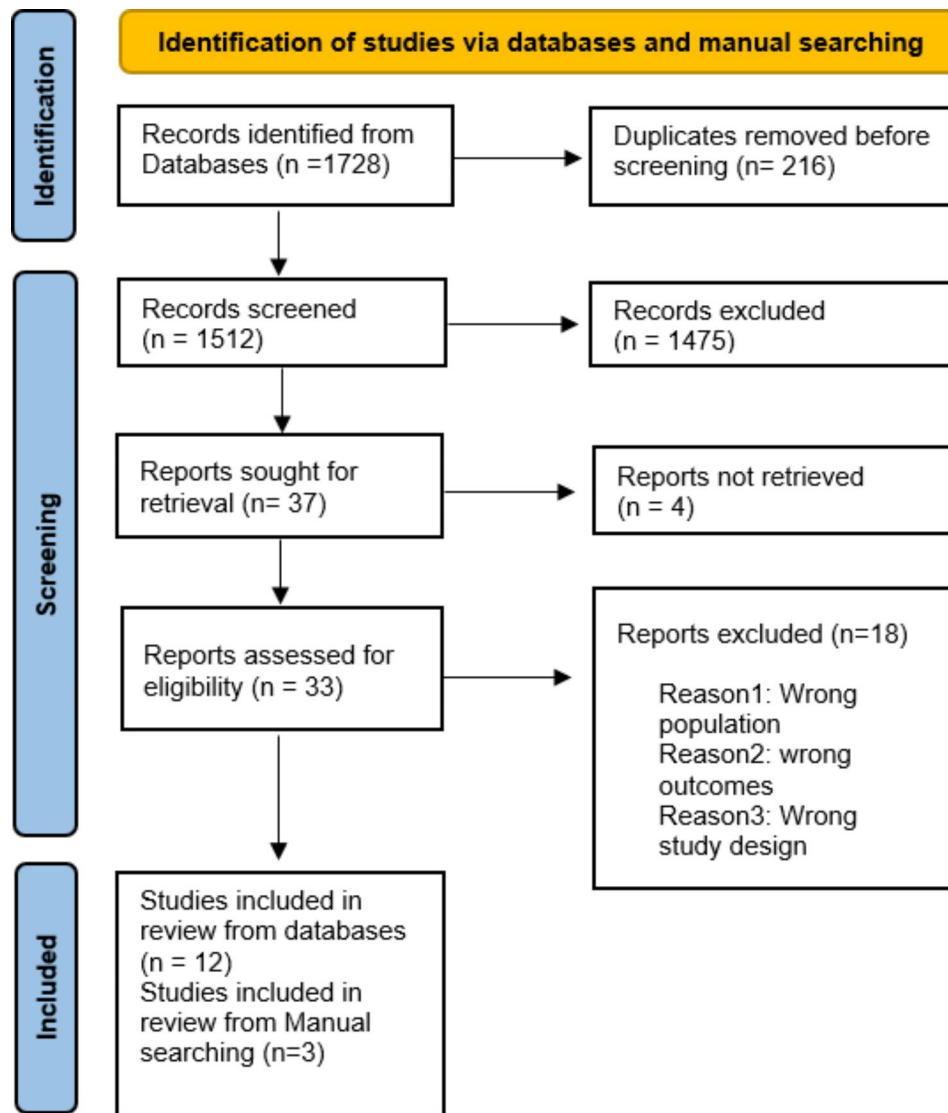 Identification of studies via databases and manual searching
Identification
Records identified from
Databases (n =1728)
Duplicates removed before
screening (n= 216)
Screening
Records screened
(n = 1512)
Records excluded
(n = 1475)
Reports sought for
retrieval (n= 37)
Reports not retrieved
(n = 4)
Reports assessed for
eligibility (n = 33)
Reports excluded (n=18)
Reason1: Wrong
population
Reason2: wrong
outcomes
Reason3: Wrong
study design
Included
Studies included in
review from databases
(n = 12)
Studies included in
review from Manual
searching (n=3)